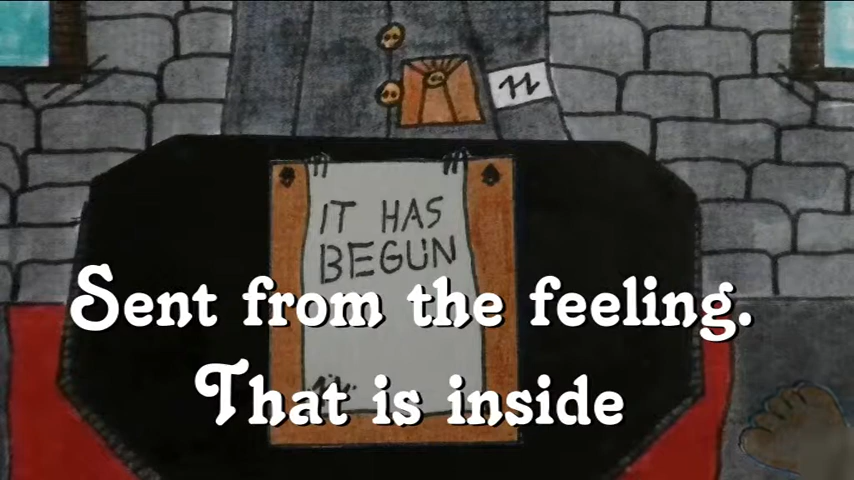 IT HAS
BEGUN
Sent from the feeling.
That is inside